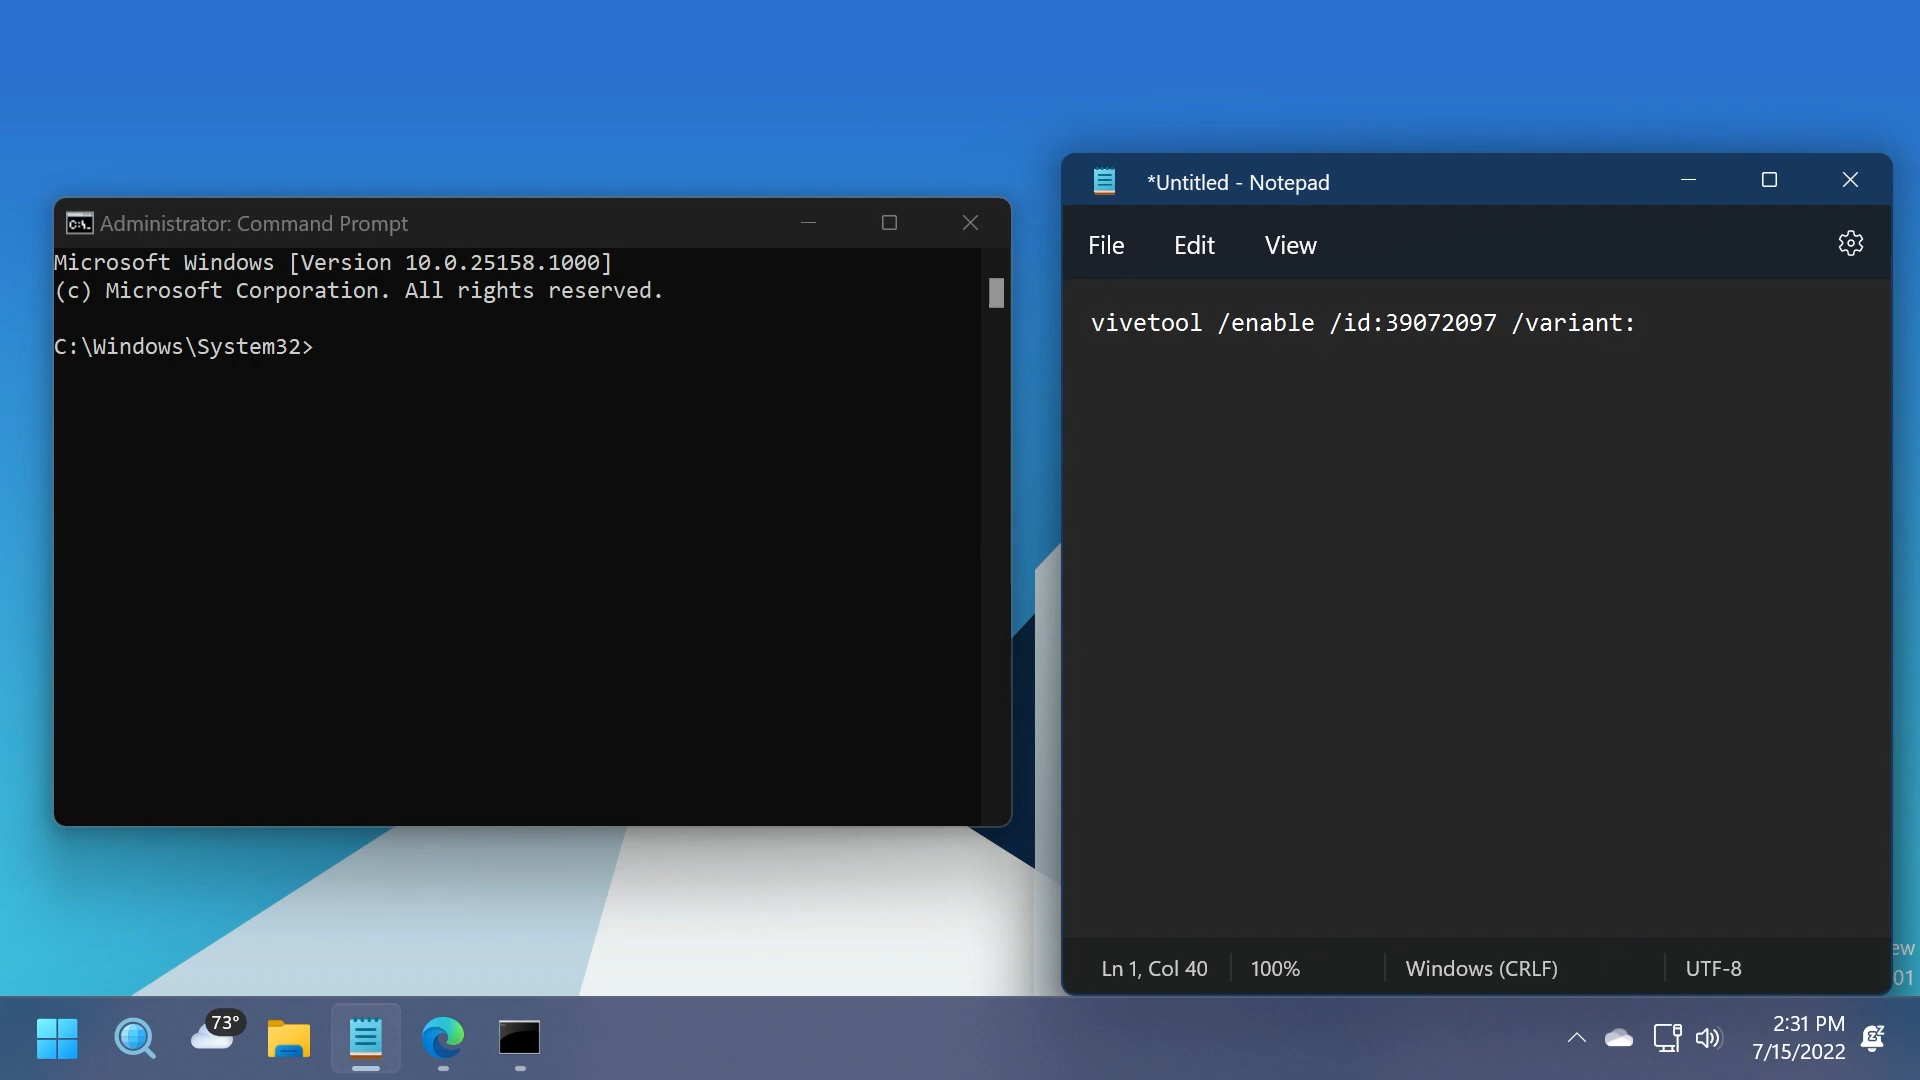 Administrator: Command Prompt
Microsoft Windows [Version 10.0.25158.1000]
(c) Microsoft Corporation. All rights reserved.
C:\Windows\System32>
*Untitled - Notepad
File Edit View
vivetool /enable /id:39072097 /variant:
Ln 1, Col 40 100% Windows (CRLF) UTF-8
ew
01
73°
2:31 PM
7/15/2022